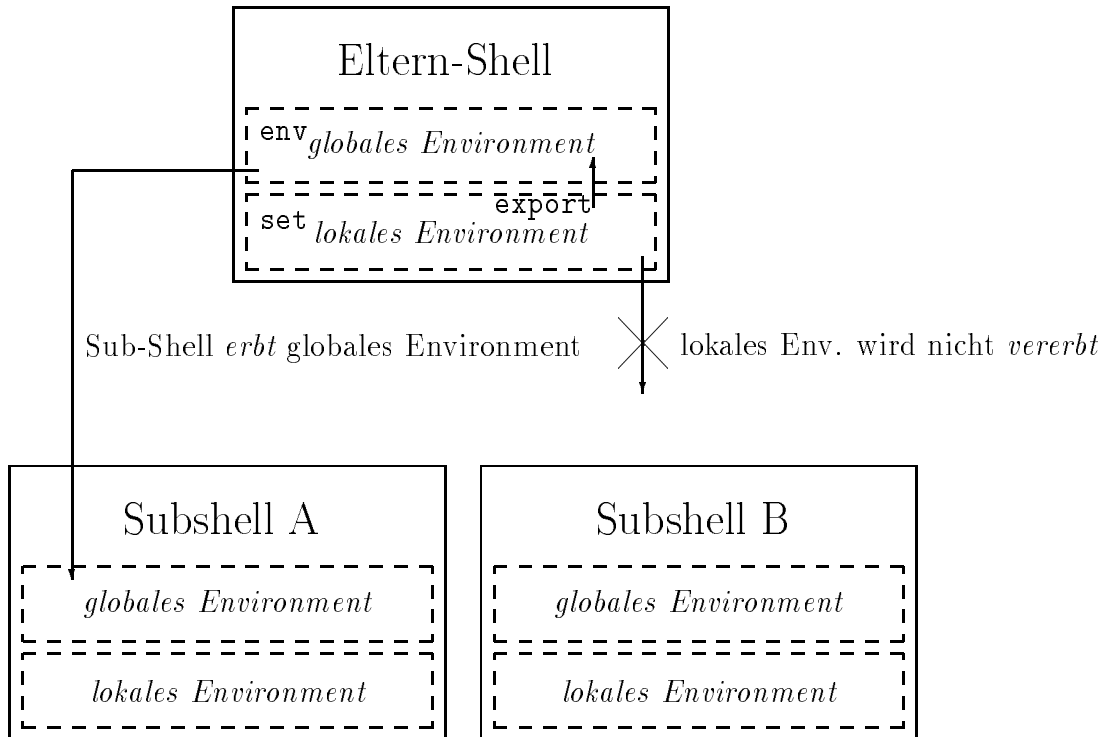 Eltern-Shell
env globales Environment
export
set lokales Environment
Sub-Shell erbt globales Environment
lokales Env. wird nicht vererbt
Subshell A
globales Environment
lokales Environment
Subshell B
globales Environment
lokales Environment